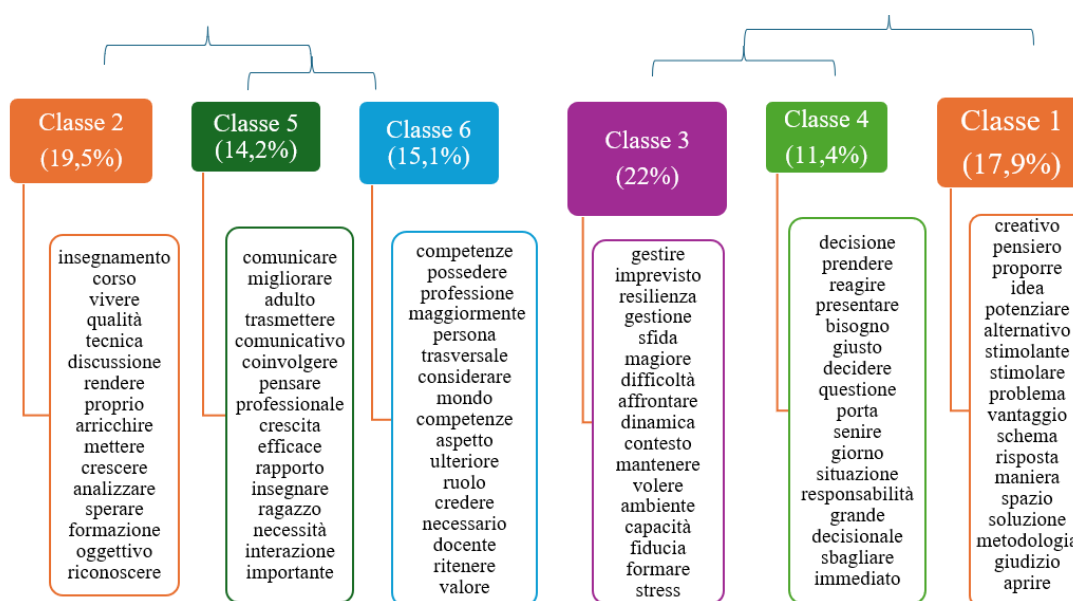 Classe 2
(19,5%)
insegnamento
corso
vivere
qualità
tecnica
discussione
rendere
proprio
arricchire
mettere
crescere
analizzare
sperare
formazione
oggettivo
riconoscere
Classe 5
(14,2%)
comunicare
migliorare
adulto
trasmettere
comunicativo
coinvolgere
pensare
professionale
crescita
efficace
rapporto
insegnare
ragazzo
necessità
interazione
importante
Classe 6
(15,1%)
competenze
possedere
professione
maggiormente
persona
trasversale
considerare
mondo
competenze
aspetto
ulteriore
ruolo
credere
necessario
docente
ritenere
valore
Classe 3
(22%)
gestire
imprevisto
resilienza
gestione
sfida
magiore
difficoltà
affrontare
dinamica
contesto
mantenere
volere
ambiente
capacità
fiducia
formare
stress
Classe 4
(11,4%)
decisione
prendere
reagire
presentare
bisogno
giusto
decidere
questione
porta
senire
giorno
situazione
responsabilità
grande
decisionale
sbagliare
immediato
Classe 1
(17,9%)
creativo
pensiero
proporre
idea
potenziare
alternativo
stimolante
stimolare
problema
vantaggio
schema
risposta
maniera
spazio
soluzione
metodologia
giudizio
aprire